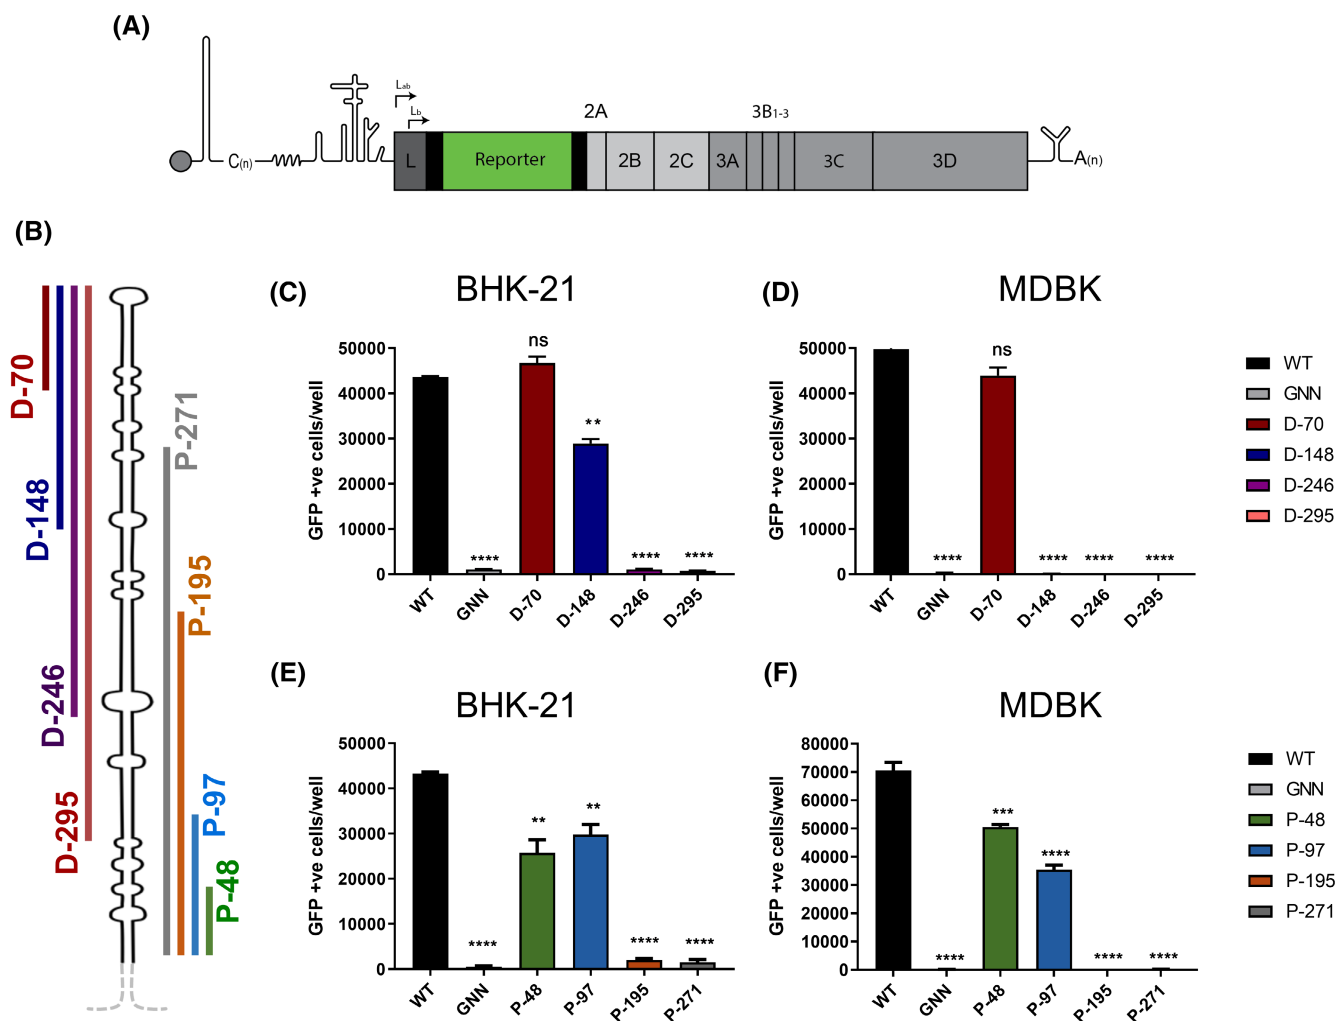 (A)
Lab
Lb
2A
3B1-3
C(n)
L
Reporter
2B
2C
3A
3C
3D
A(n)
(B)
D-70
D-148
D-246
D-295
P-271
P-195
P-97
P-48
(C)
BHK-21
GFP +ve cells/well
50000
40000
30000
20000
10000
0
****
ns
**
****
****
WT
GNN
D-70
D-148
D-246
D-295
(D)
MDBK
GFP +ve cells/well
50000
40000
30000
20000
10000
0
****
ns
****
****
****
WT
GNN
D-70
D-148
D-246
D-295
WT
GNN
D-70
D-148
D-246
D-295
(E)
BHK-21
GFP +ve cells/well
50000
40000
30000
20000
10000
0
****
**
**
****
****
WT
GNN
P-48
P-97
P-195
P-271
(F)
MDBK
GFP +ve cells/well
80000
70000
60000
50000
40000
30000
20000
10000
0
****
***
****
****
****
WT
GNN
P-48
P-97
P-195
P-271
WT
GNN
P-48
P-97
P-195
P-271